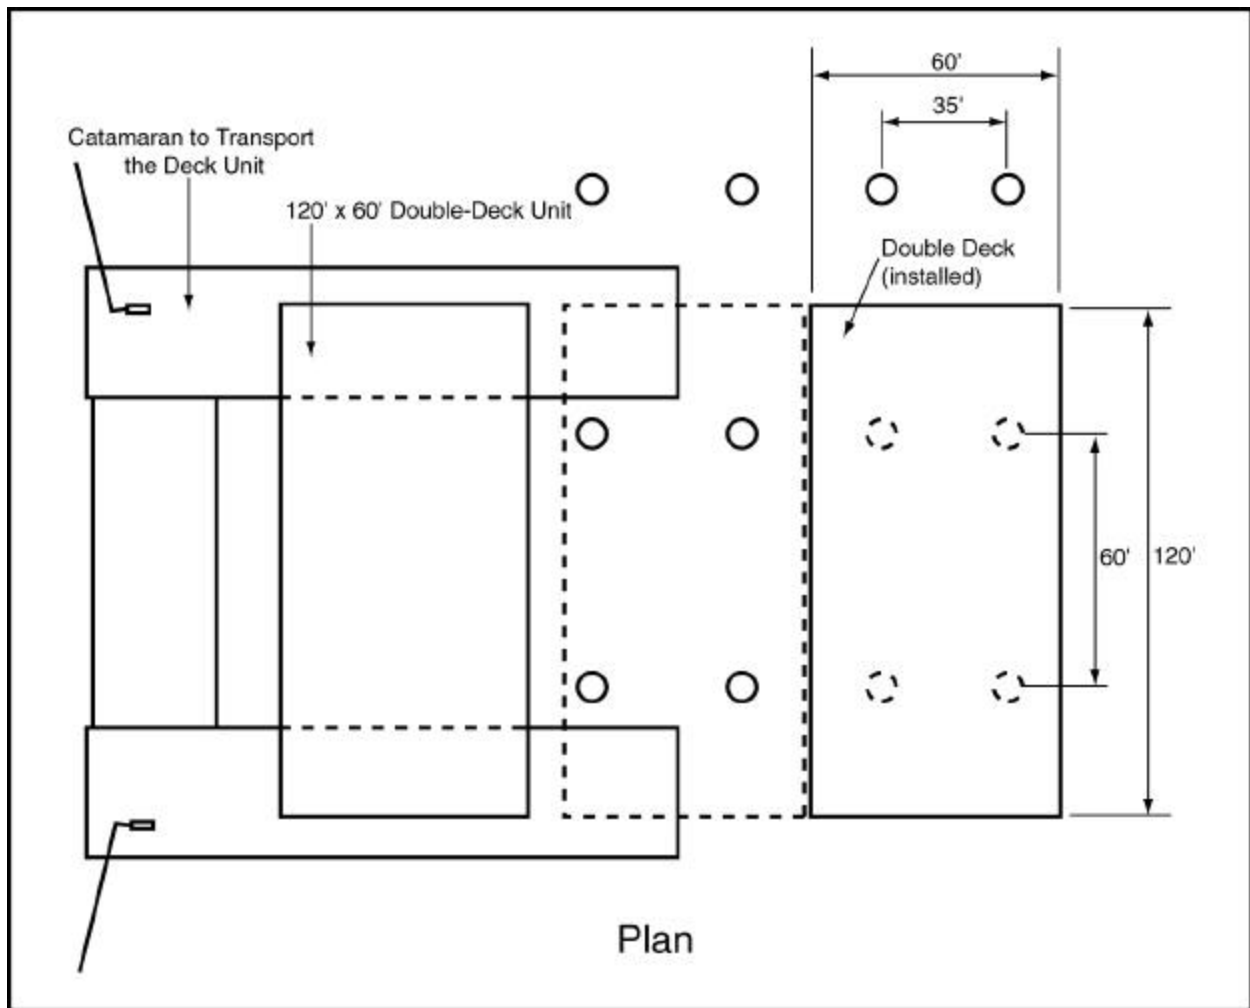 60'
35'
Catamaran to Transport
the Deck Unit
120' x 60' Double-Deck Unit
Double Deck
(installed)
60'
120'
Plan